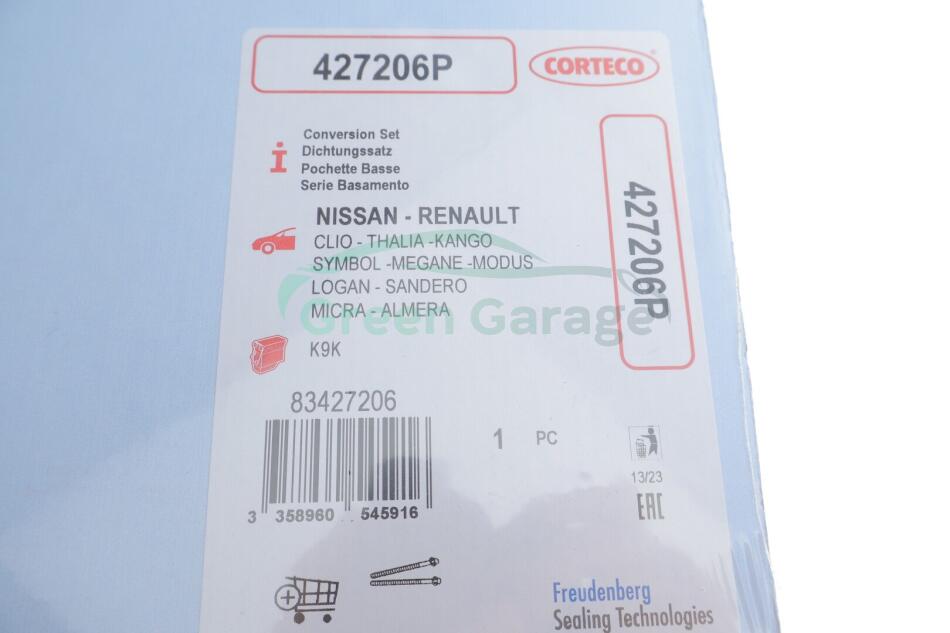 427206P
CORTECO
Conversion Set
Dichtungssatz
Pochette Basse
Serie Basamento
427206P
NISSAN - RENAULT
CLIO - THALIA -KANGO
SYMBOL -MEGANE -MODUS
LOGAN - SANDERO
MICRA - ALMERA
Green Garage
K9K
83427206
1 PC
3 358960 545916
13/23
EAC
Freudenberg
Sealing Technologies